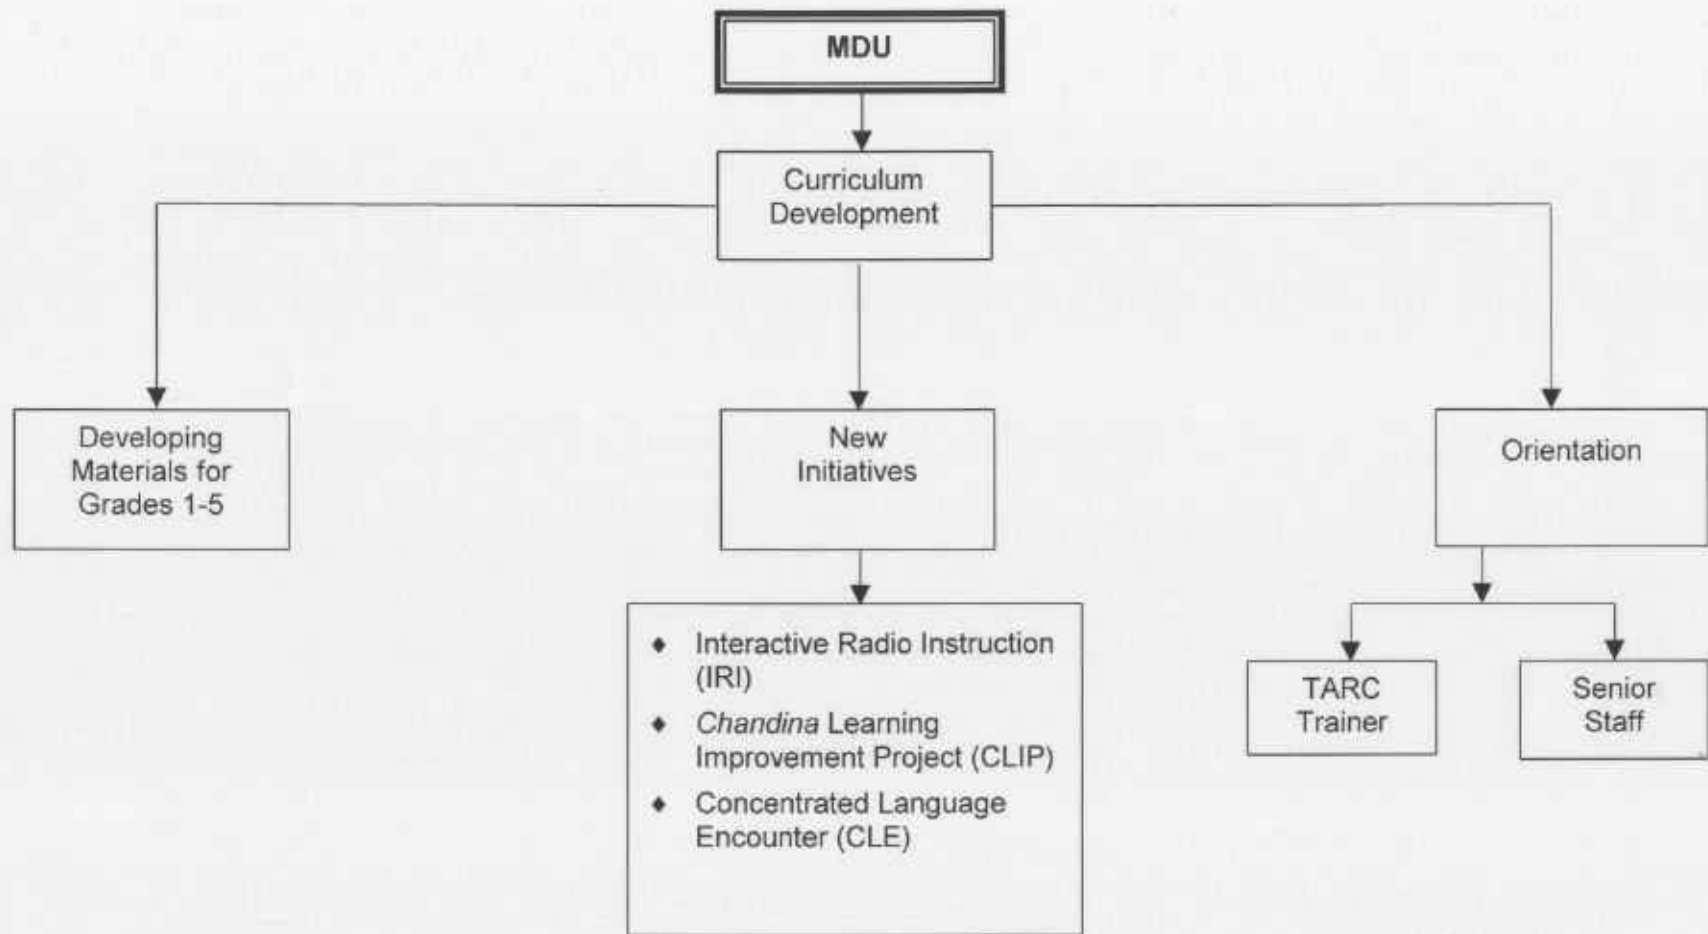 MDU
Curriculum
Development
Developing
Materials for
Grades 1-5
New
Initiatives
Orientation
♦ Interactive Radio Instruction
(IRI)
♦ Chandina Learning
Improvement Project (CLIP)
♦ Concentrated Language
Encounter (CLE)
TARC
Trainer
Senior
Staff